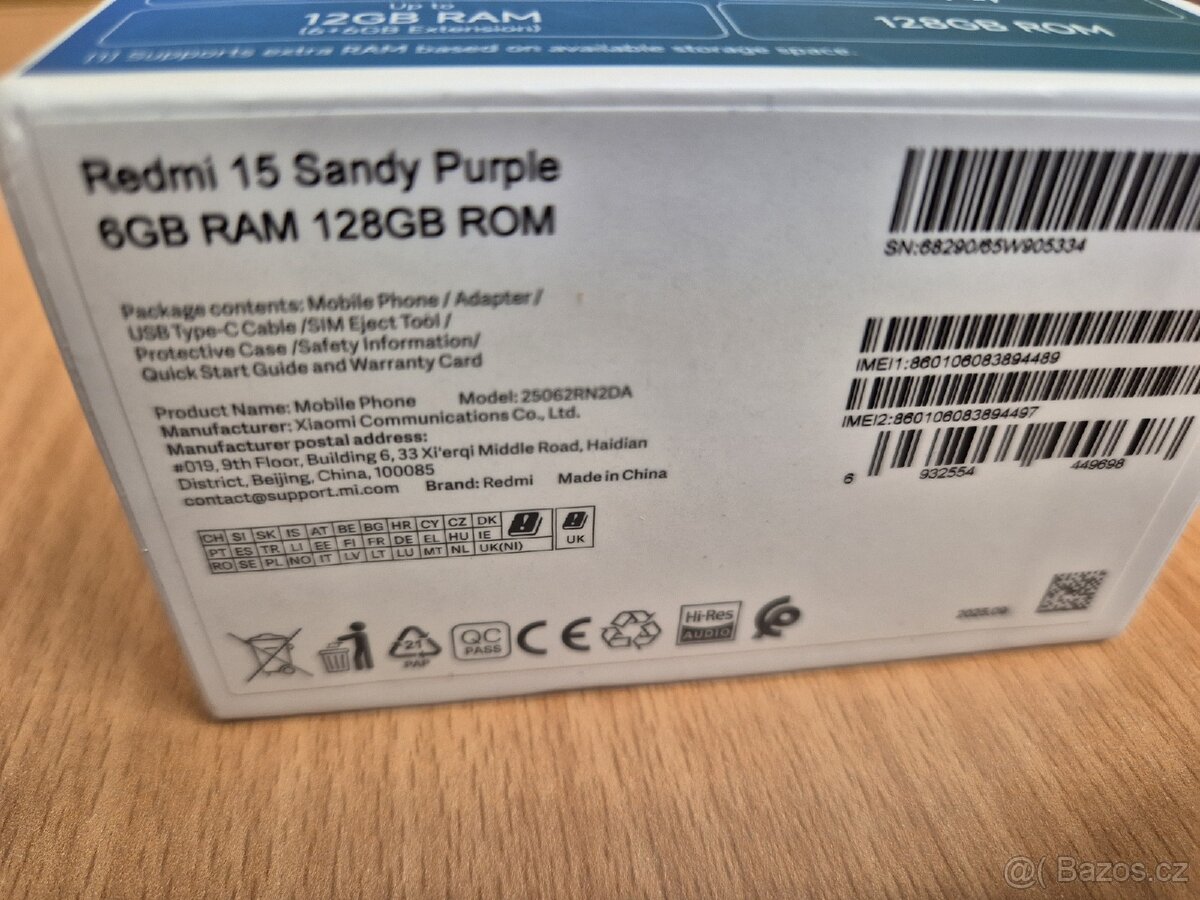 Up to
12GB RAM
(6+6GB Extension)
128GB ROM
(1) Supports extra RAM based on available storage space.
Redmi 15 Sandy Purple
6GB RAM 128GB ROM
Package contents: Mobile Phone / Adapter /
USB Type-C Cable /SIM Eject Tool /
Protective Case /Safety Information/
Quick Start Guide and Warranty Card
Product Name: Mobile Phone Model: 25062RN2DA
Manufacturer: Xiaomi Communications Co., Ltd.
Manufacturer postal address:
#019, 9th Floor, Building 6, 33 Xi'erqi Middle Road, Haidian
District, Beijing, China, 100085
contact@support.mi.com Brand: Redmi Made in China
CH SI SK IS AT BE BG HR CY CZ DK
PT ES TR LI EE FI FR DE EL HU IE
RO SE PL NO IT LV LT LU MT NL UK(NI)
UK
SN:68290/65W905334
IMEI1:860106083894489
IMEI2:860106083894497
6 932554 449698
21
PAP
QC
PASS
CE
Hi-Res
AUDIO
2025.09
@( Bazos.cz